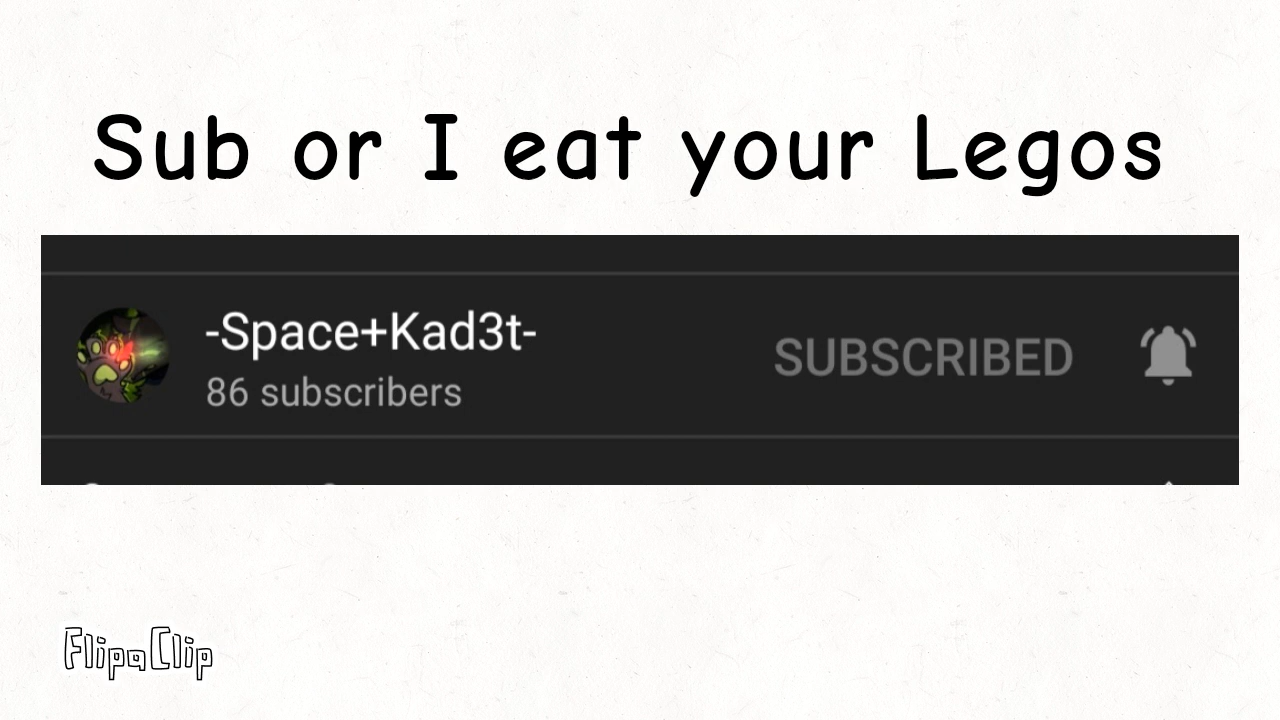 Sub or I eat your Legos
-Space+Kad3t-
SUBSCRIBED
86 subscribers
FlipaClip